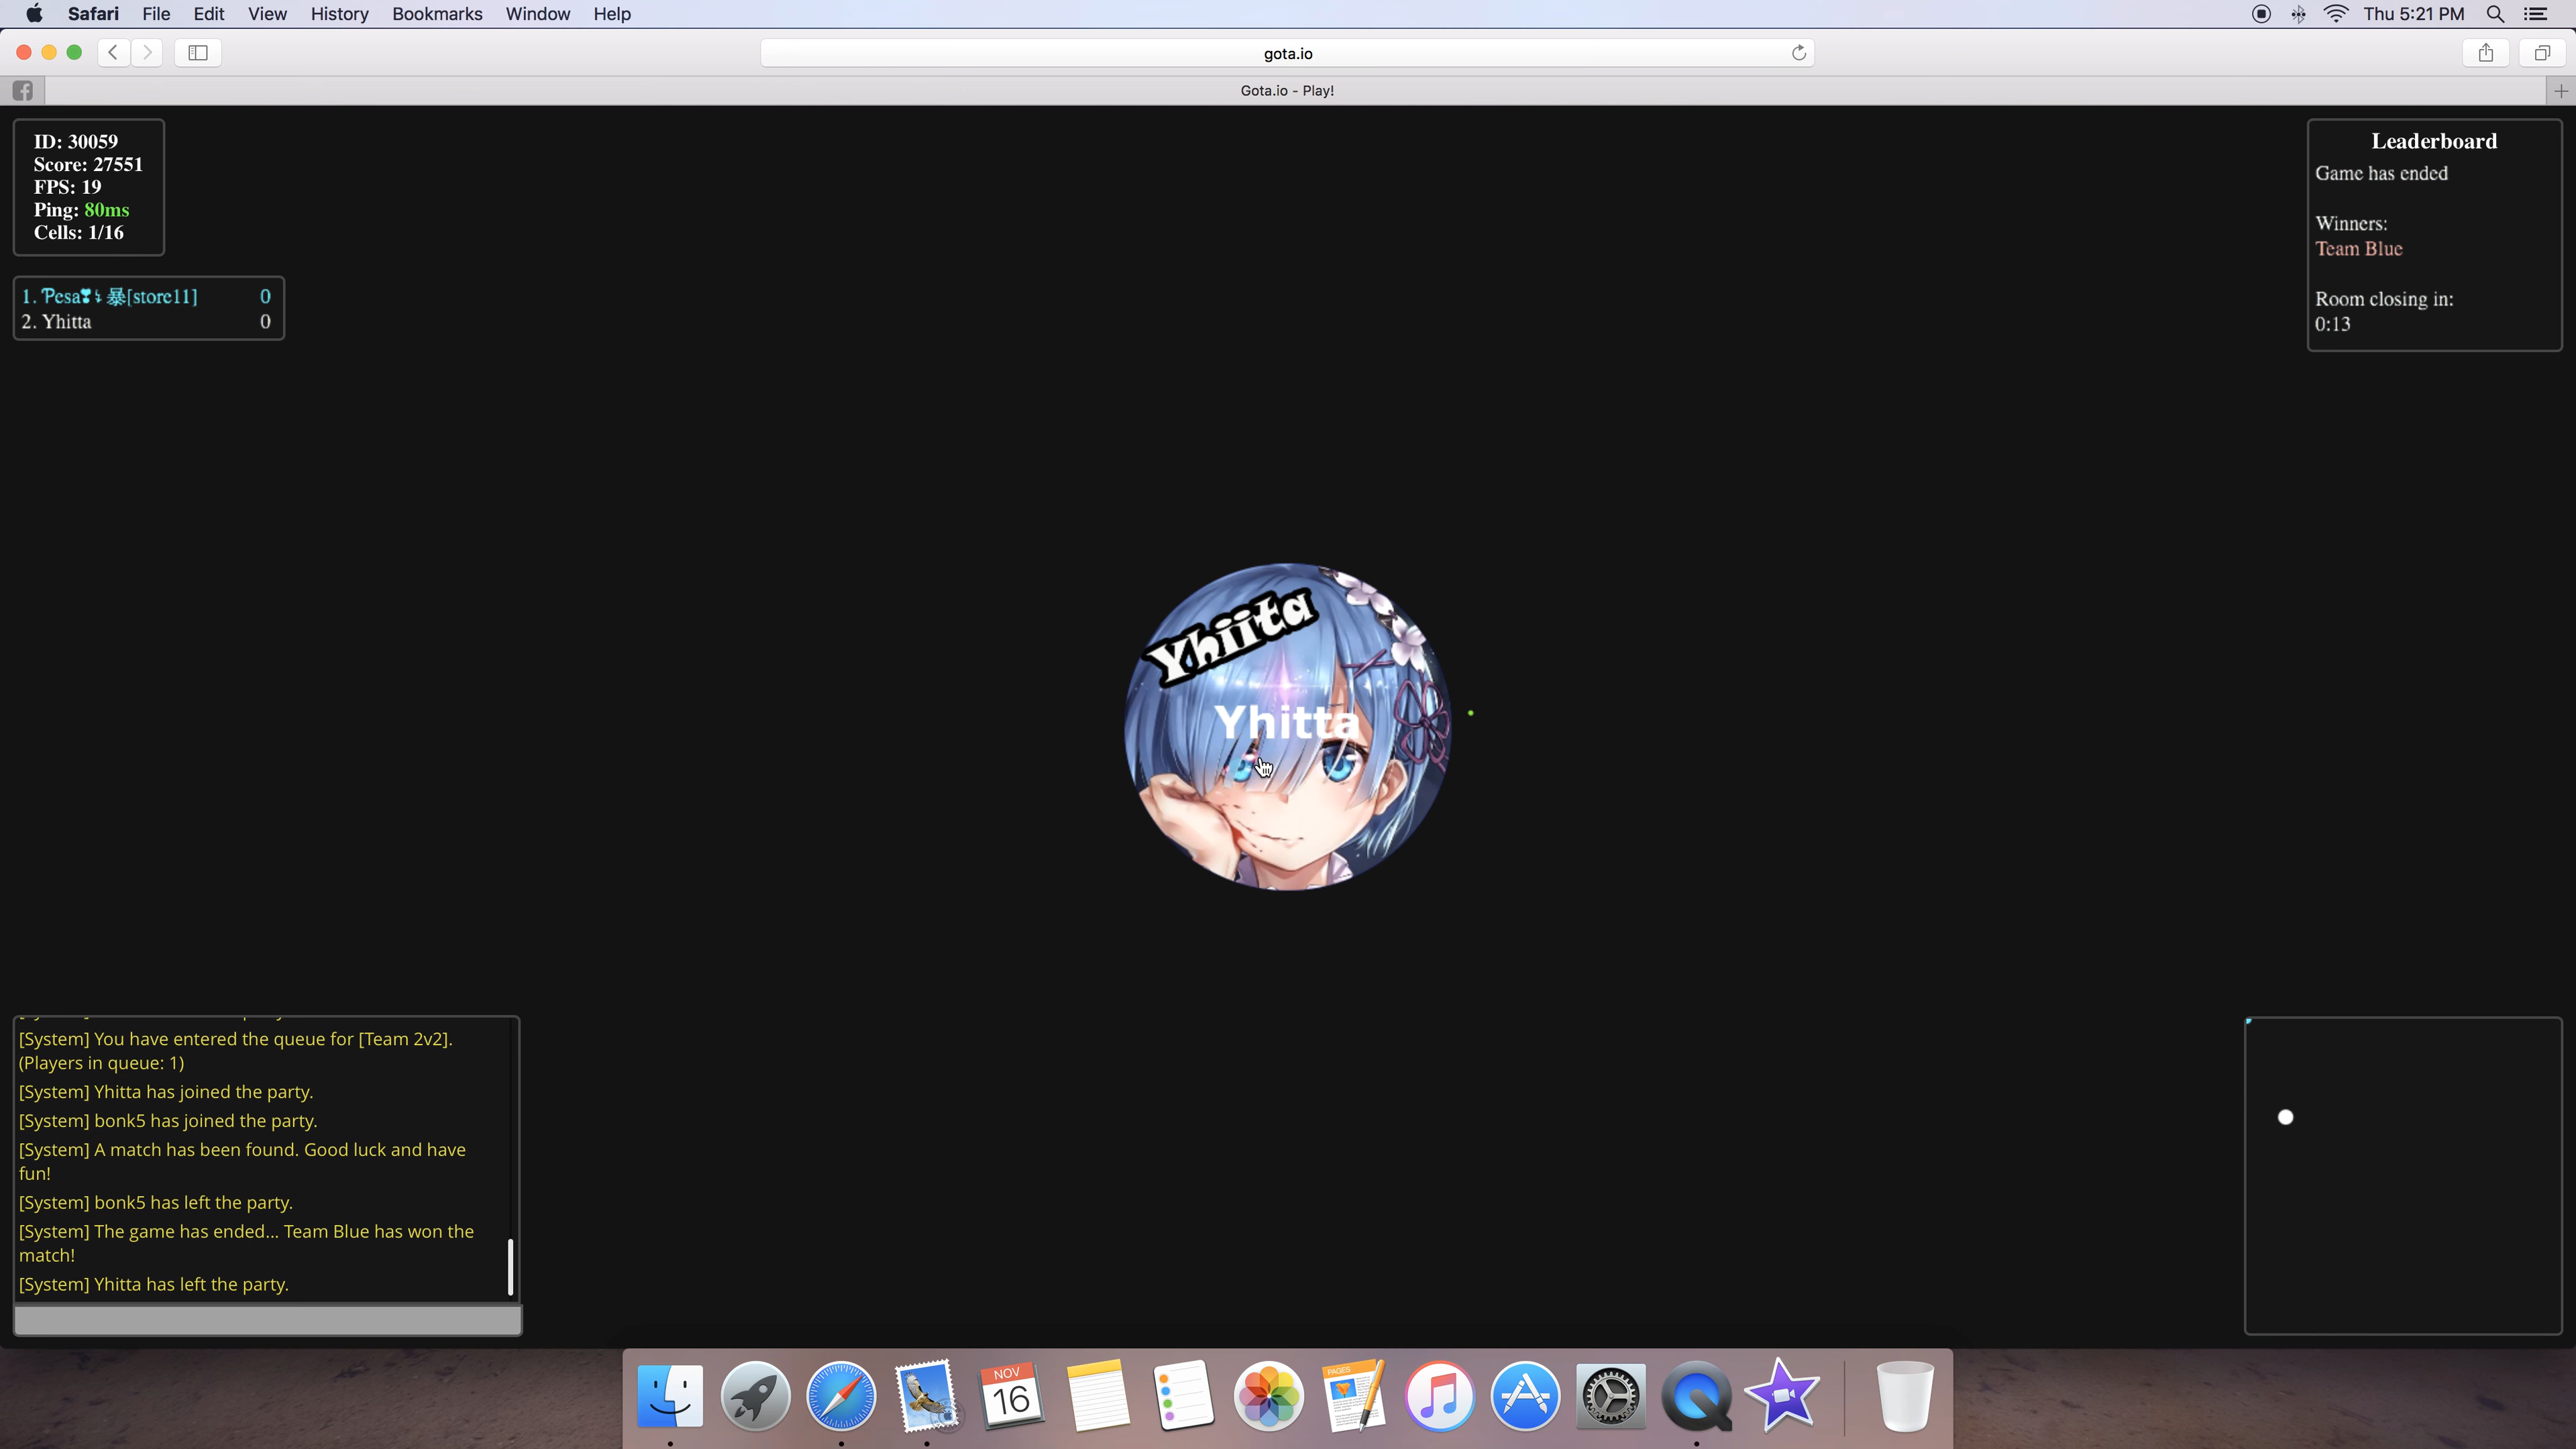 Safari File Edit View History Bookmarks Window Help
Thu 5:21 PM
gota.io
Gota.io - Play!
ID: 30059
Score: 27551
FPS: 19
Ping: 80ms
Cells: 1/16
1. Ƥesa❣⚡暴[store11] 0
2. Yhitta 0
Leaderboard
Game has ended
Winners:
Team Blue
Room closing in:
0:13
Yhiita
Yhitta
[System] You have entered the queue for [Team 2v2].
(Players in queue: 1)
[System] Yhitta has joined the party.
[System] bonk5 has joined the party.
[System] A match has been found. Good luck and have
fun!
[System] bonk5 has left the party.
[System] The game has ended... Team Blue has won the
match!
[System] Yhitta has left the party.
NOV
16
PAGES